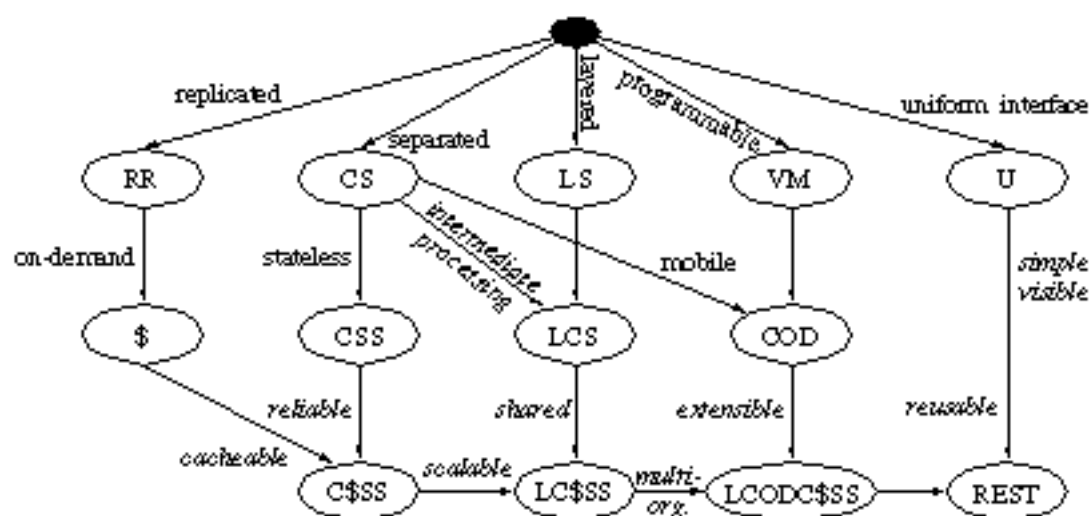 layered
programmable
replicated
uniform interface
separated
RR
CS
LS
VM
U
intermediate
processing
on-demand
stateless
mobile
simple
visible
$
CSS
LCS
COD
reliable
shared
extensible
reusable
cacheable
scalable
multi-
org.
C$SS
LC$SS
LCODC$SS
REST